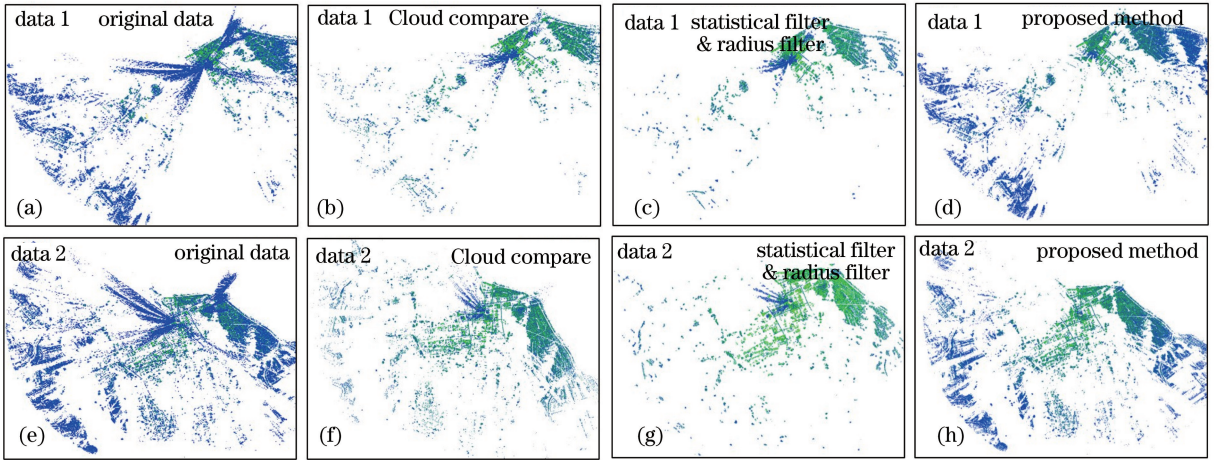 data 1 original data
(a)
data 1 Cloud compare
(b)
data 1 statistical filter
& radius filter
(c)
data 1 proposed method
(d)
data 2 original data
(e)
data 2 Cloud compare
(f)
data 2 statistical filter
& radius filter
(g)
data 2 proposed method
(h)